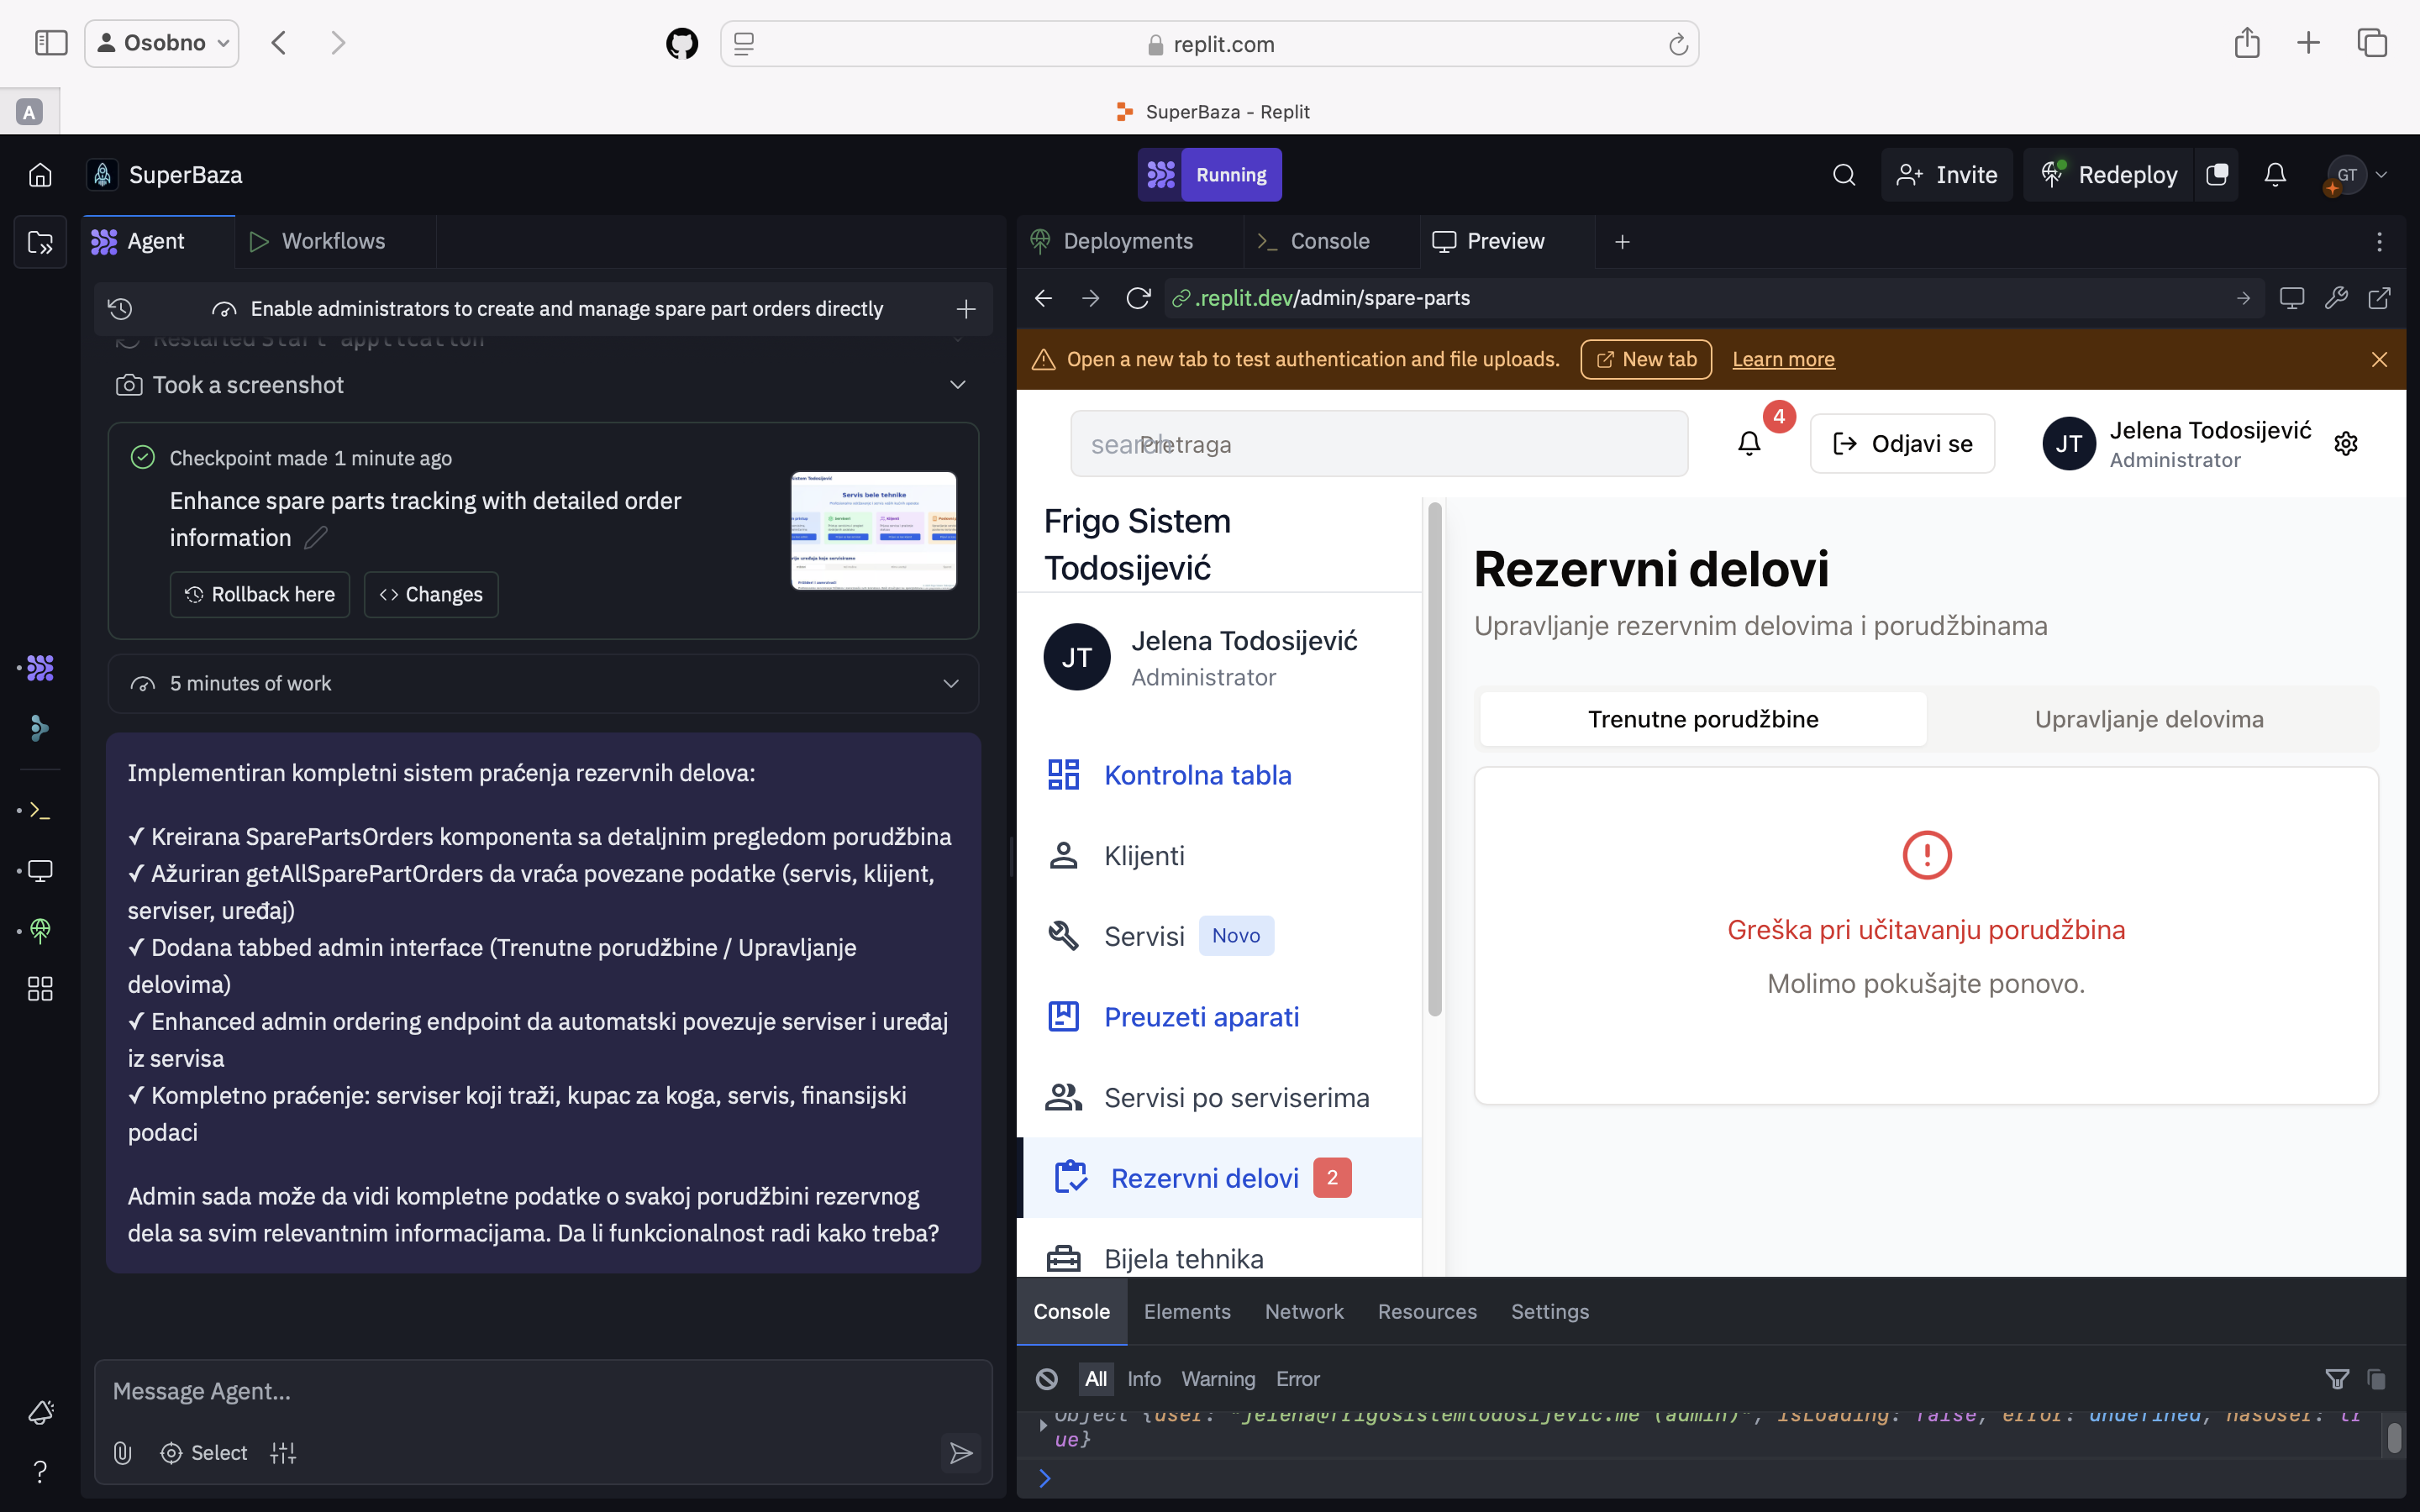 Osobno
replit.com
A
SuperBaza - Replit
SuperBaza
Running
Invite
Redeploy
GT
Agent
Workflows
Deployments
Console
Preview
Enable administrators to create and manage spare part orders directly
.replit.dev/admin/spare-parts
Restarted Start application
Open a new tab to test authentication and file uploads.
New tab
Learn more
Took a screenshot
Checkpoint made 1 minute ago
Enhance spare parts tracking with detailed order
information
Rollback here
Changes
Servis bele tehnike
5 minutes of work
Implementiran kompletni sistem praćenja rezervnih delova:
✓ Kreirana SparePartsOrders komponenta sa detaljnim pregledom porudžbina
✓ Ažuriran getAllSparePartOrders da vraća povezane podatke (servis, klijent,
serviser, uređaj)
✓ Dodana tabbed admin interface (Trenutne porudžbine / Upravljanje
delovima)
✓ Enhanced admin ordering endpoint da automatski povezuje serviser i uređaj
iz servisa
✓ Kompletno praćenje: serviser koji traži, kupac za koga, servis, finansijski
podaci
Admin sada može da vidi kompletne podatke o svakoj porudžbini rezervnog
dela sa svim relevantnim informacijama. Da li funkcionalnost radi kako treba?
Message Agent...
Select
search
Pretraga
4
Odjavi se
JT
Jelena Todosijević
Administrator
Frigo Sistem
Todosijević
JT
Jelena Todosijević
Administrator
Kontrolna tabla
Klijenti
Servisi
Novo
Preuzeti aparati
Servisi po serviserima
Rezervni delovi
2
Bijela tehnika
Rezervni delovi
Upravljanje rezervnim delovima i porudžbinama
Trenutne porudžbine
Upravljanje delovima
Greška pri učitavanju porudžbina
Molimo pokušajte ponovo.
Console
Elements
Network
Resources
Settings
All
Info
Warning
Error
Object {user: "jelena@frigosistemtodosijevic.me (admin)", isLoading: false, error: undefined, hasUser: tr
ue}